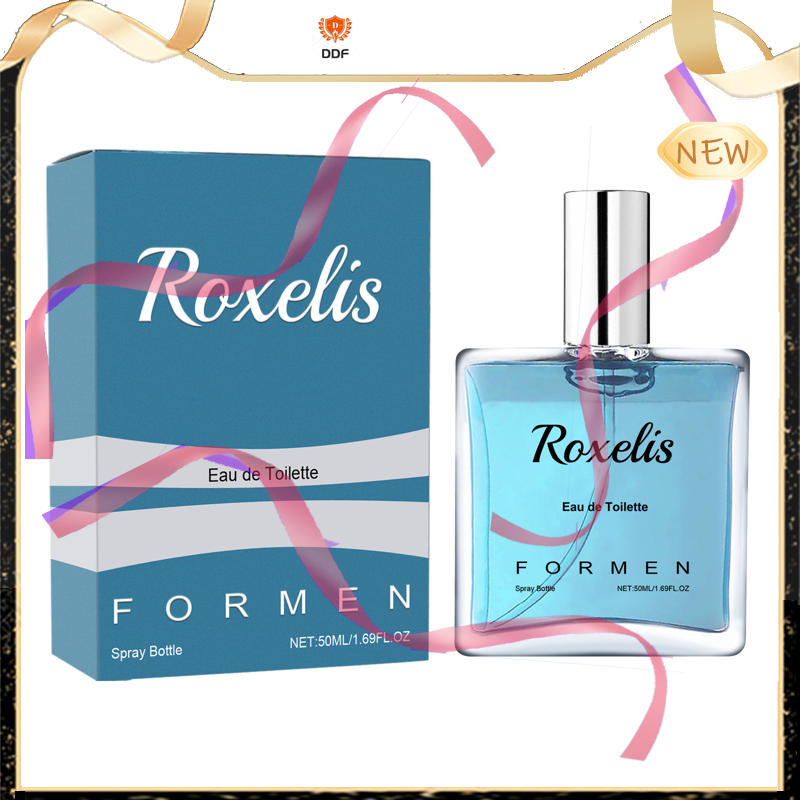 DDF
NEW
Roxelis
Eau de Toilette
FORMEN
Spray Bottle
NET:50ML/1.69FL.OZ
Roxelis
Eau de Toilette
FORMEN
Spray Bottle
NET:50ML/1.69FL.OZ